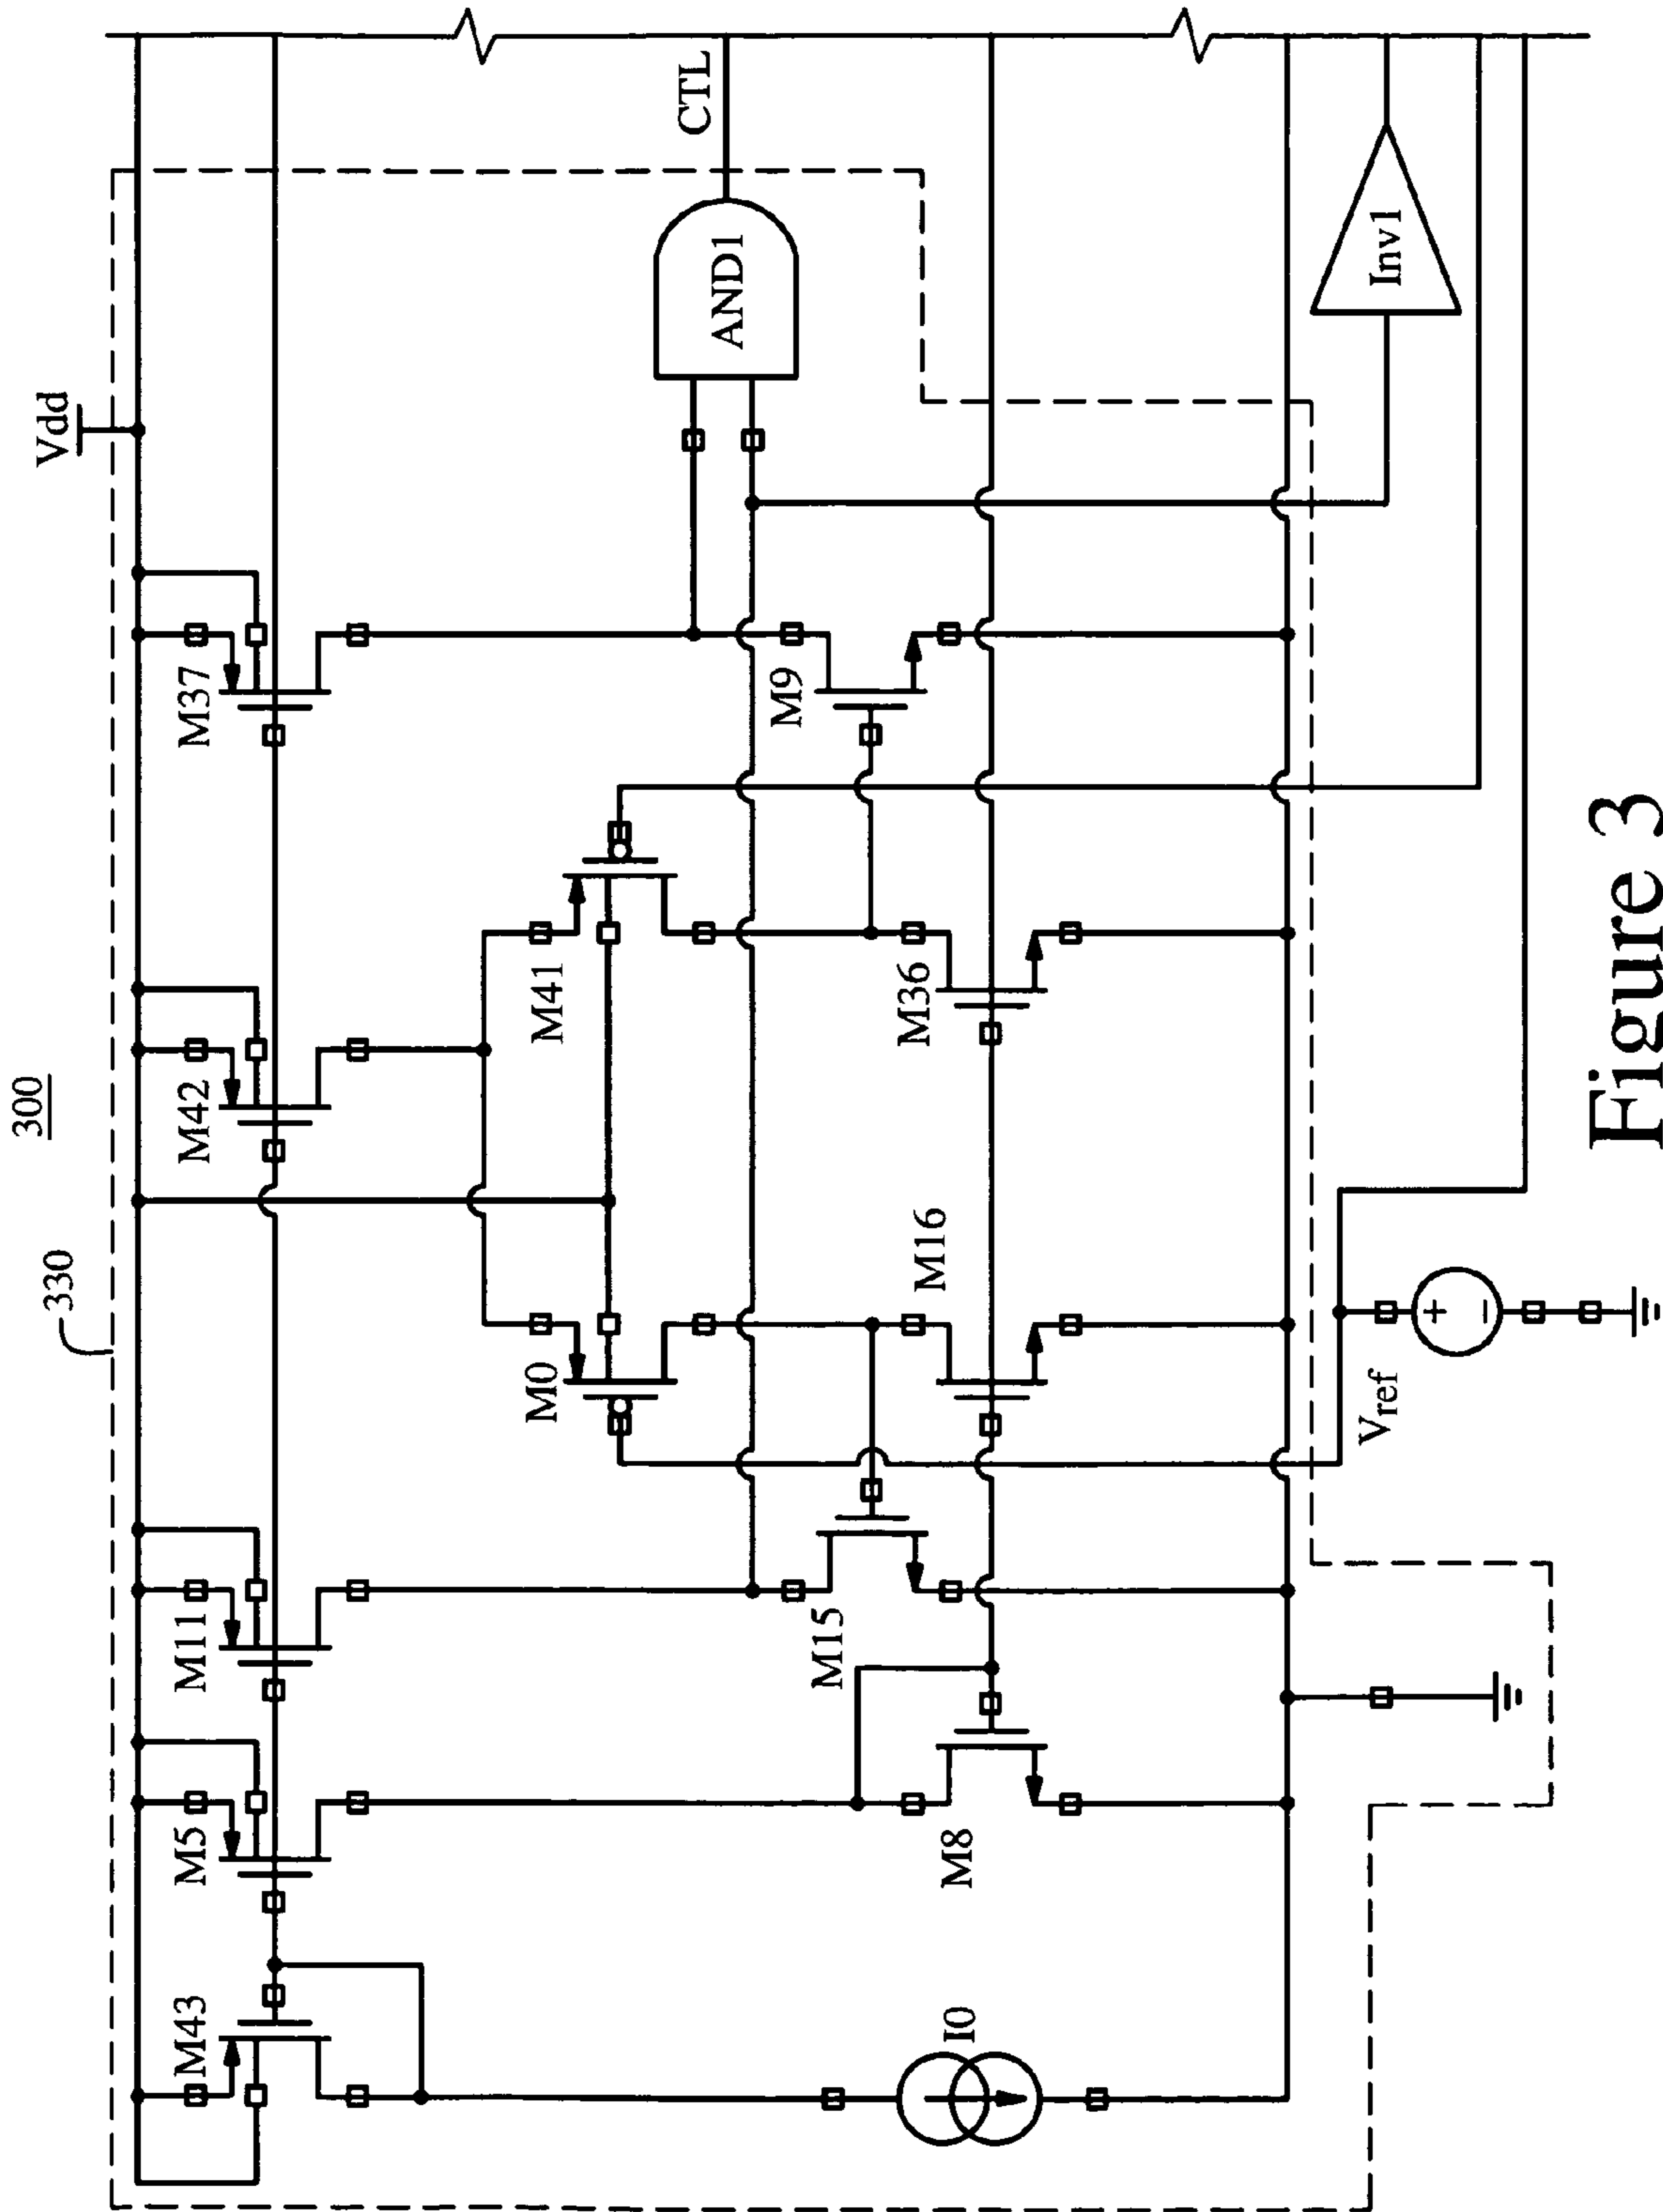 300
330
Vdd
M43
M5
M11
M42
M37
M0
M41
CTL
AND1
M15
M16
M36
M9
M8
I0
Vref
Inv1
Figure 3